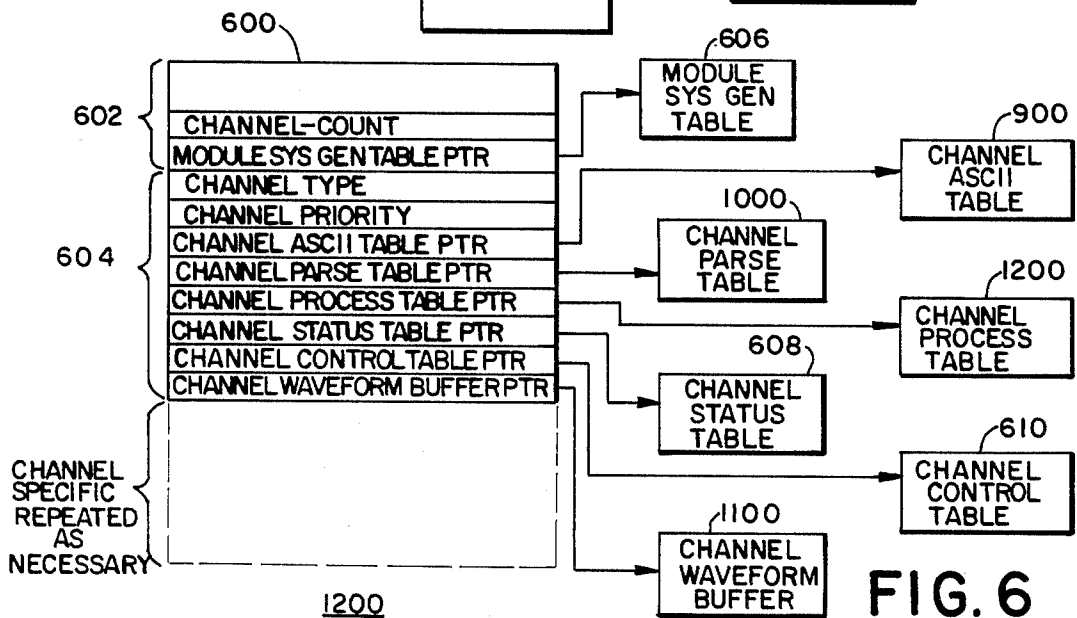 600
602
CHANNEL-COUNT
MODULE SYS GEN TABLE PTR
604
CHANNEL TYPE
CHANNEL PRIORITY
CHANNEL ASCII TABLE PTR
CHANNEL PARSE TABLE PTR
CHANNEL PROCESS TABLE PTR
CHANNEL STATUS TABLE PTR
CHANNEL CONTROL TABLE PTR
CHANNEL WAVEFORM BUFFER PTR
CHANNEL
SPECIFIC
REPEATED
AS
NECESSARY
1200
606
MODULE
SYS GEN
TABLE
900
CHANNEL
ASCII
TABLE
1000
CHANNEL
PARSE
TABLE
1200
CHANNEL
PROCESS
TABLE
608
CHANNEL
STATUS
TABLE
610
CHANNEL
CONTROL
TABLE
1100
CHANNEL
WAVEFORM
BUFFER
FIG. 6